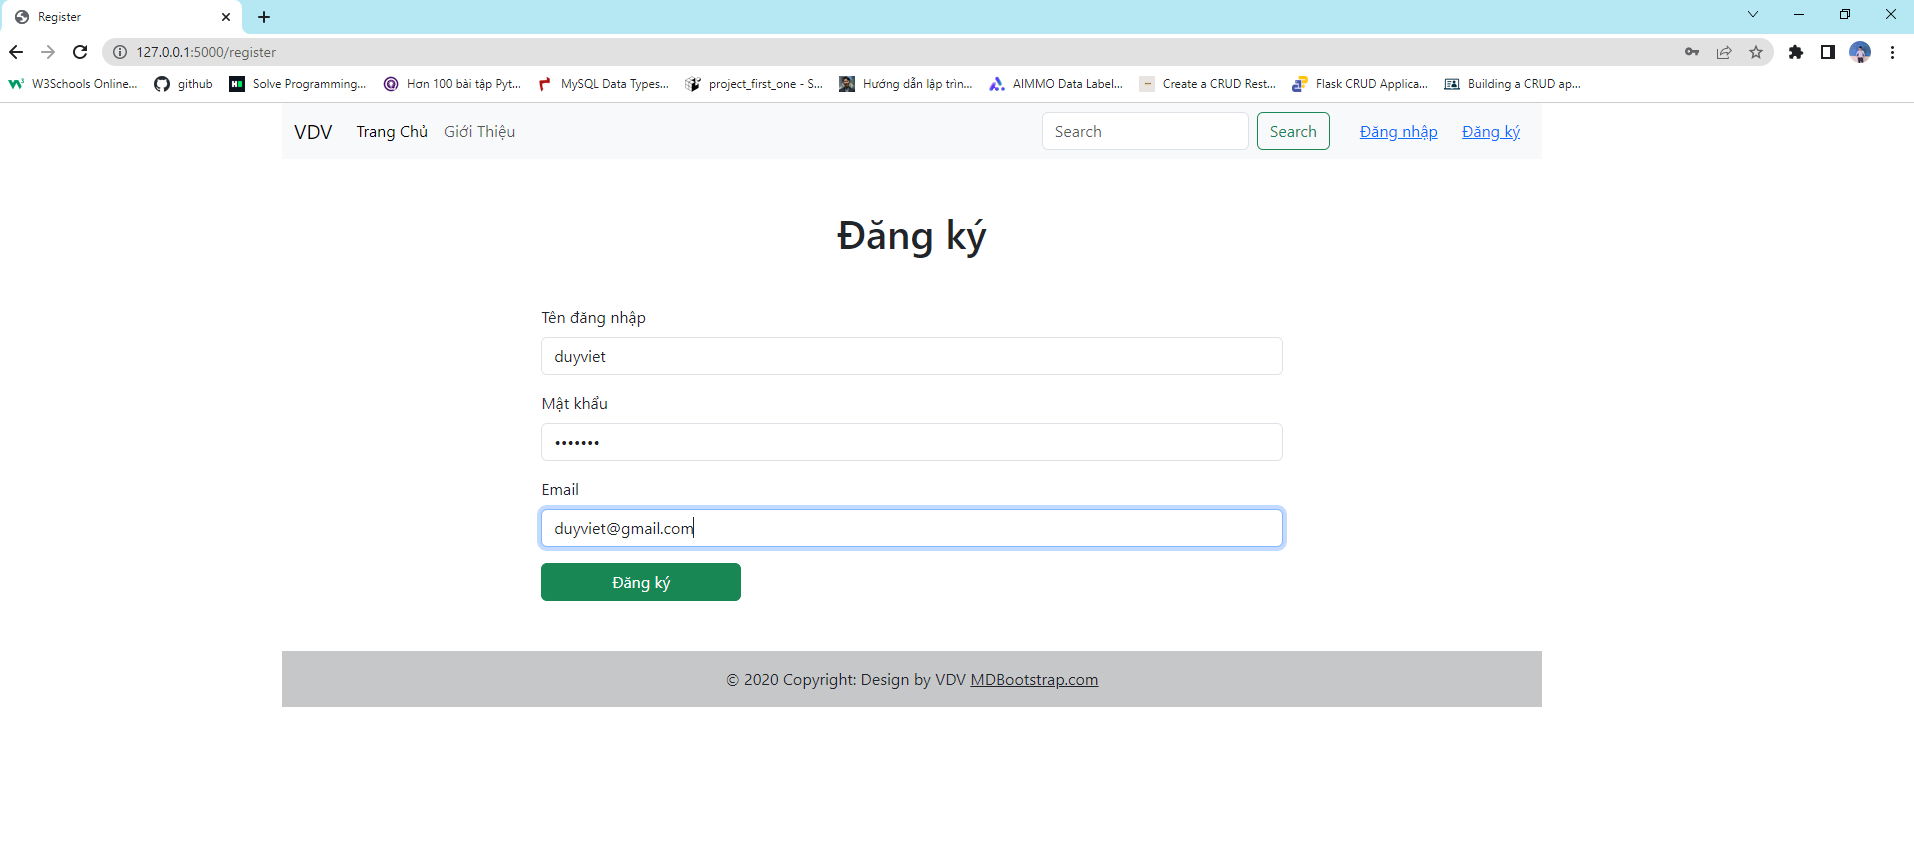 Register
127.0.0.1:5000/register
W3Schools Online... github Solve Programming... Hơn 100 bài tập Pyt... MySQL Data Types... project_first_one - S... Hướng dẫn lập trìn... AIMMO Data Label... Create a CRUD Rest... Flask CRUD Applica... Building a CRUD ap...
VDV Trang Chủ Giới Thiệu Search Search Đăng nhập Đăng ký
Đăng ký
Tên đăng nhập
duyviet
Mật khẩu
•••••••
Email
duyviet@gmail.com
Đăng ký
© 2020 Copyright: Design by VDV MDBootstrap.com